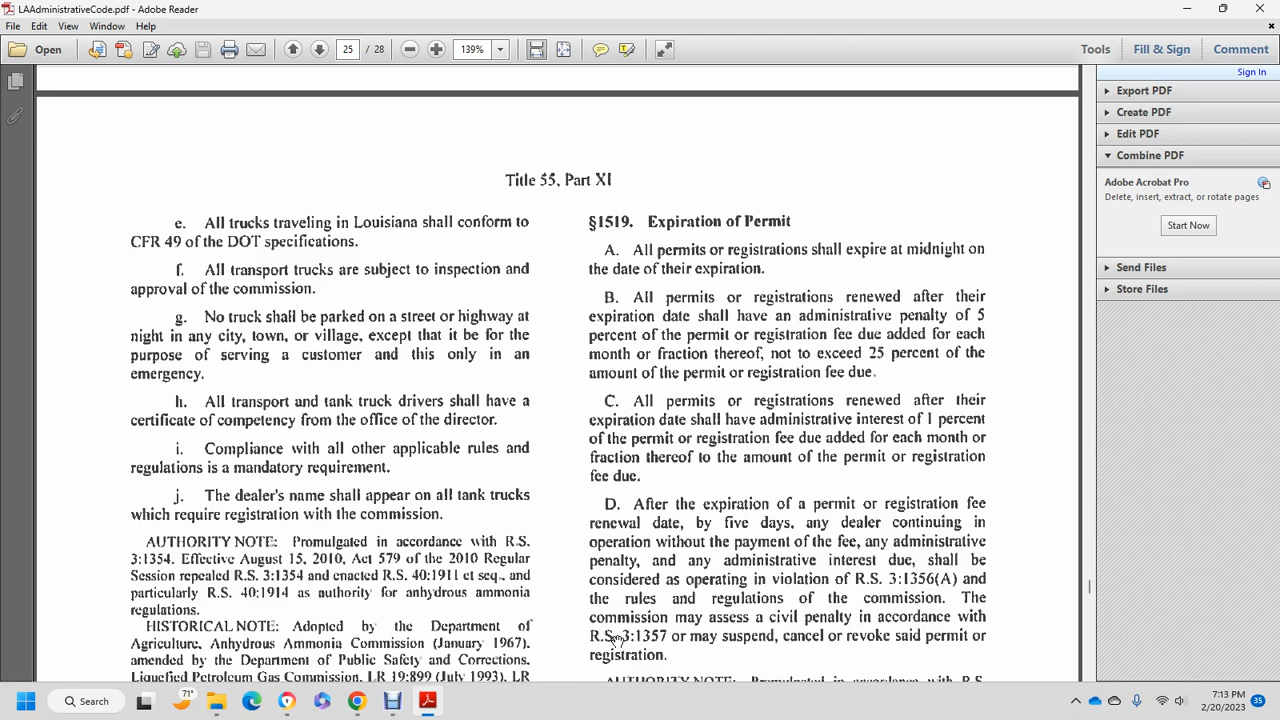 LAAdministrativeCode.pdf - Adobe Reader
File Edit View Window Help
Open 25 / 28 139% Tools Fill & Sign Comment
Sign In
Export PDF
Create PDF
Edit PDF
Combine PDF
Adobe Acrobat Pro
Delete, insert, extract, or rotate pages
Start Now
Send Files
Store Files
Title 55, Part XI
e. All trucks traveling in Louisiana shall conform to
CFR 49 of the DOT specifications.
f. All transport trucks are subject to inspection and
approval of the commission.
g. No truck shall be parked on a street or highway at
night in any city, town, or village, except that it be for the
purpose of serving a customer and this only in an
emergency.
h. All transport and tank truck drivers shall have a
certificate of competency from the office of the director.
i. Compliance with all other applicable rules and
regulations is a mandatory requirement.
j. The dealer's name shall appear on all tank trucks
which require registration with the commission.
AUTHORITY NOTE: Promulgated in accordance with R.S.
3:1354. Effective August 15, 2010, Act 579 of the 2010 Regular
Session repealed R.S. 3:1354 and enacted R.S. 40:1911 et seq., and
particularly R.S. 40:1914 as authority for anhydrous ammonia
regulations.
HISTORICAL NOTE: Adopted by the Department of
Agriculture, Anhydrous Ammonia Commission (January 1967),
amended by the Department of Public Safety and Corrections,
Liquefied Petroleum Gas Commission, LR 19:899 (July 1993), LR
§1519. Expiration of Permit
A. All permits or registrations shall expire at midnight on
the date of their expiration.
B. All permits or registrations renewed after their
expiration date shall have an administrative penalty of 5
percent of the permit or registration fee due added for each
month or fraction thereof, not to exceed 25 percent of the
amount of the permit or registration fee due.
C. All permits or registrations renewed after their
expiration date shall have administrative interest of 1 percent
of the permit or registration fee due added for each month or
fraction thereof to the amount of the permit or registration
fee due.
D. After the expiration of a permit or registration fee
renewal date, by five days, any dealer continuing in
operation without the payment of the fee, any administrative
penalty, and any administrative interest due, shall be
considered as operating in violation of R.S. 3:1356(A) and
the rules and regulations of the commission. The
commission may assess a civil penalty in accordance with
R.S. 3:1357 or may suspend, cancel or revoke said permit or
registration.
AUTHORITY NOTE: Promulgated in accordance with R.S.
Search
71°
7:13 PM
2/20/2023
35